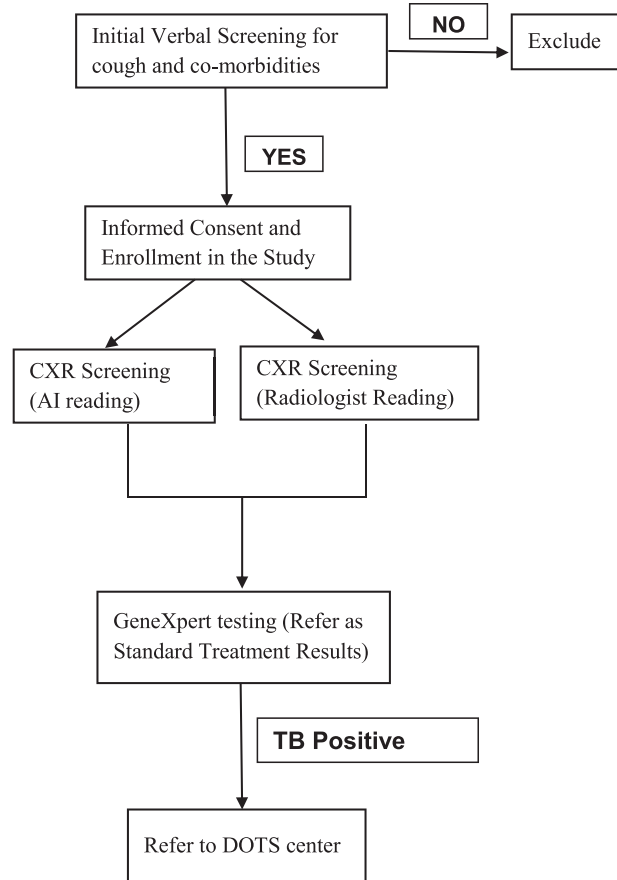 Initial Verbal Screening for
cough and co-morbidities
NO
Exclude
YES
Informed Consent and
Enrollment in the Study
CXR Screening
(AI reading)
CXR Screening
(Radiologist Reading)
GeneXpert testing (Refer as
Standard Treatment Results)
TB Positive
Refer to DOTS center